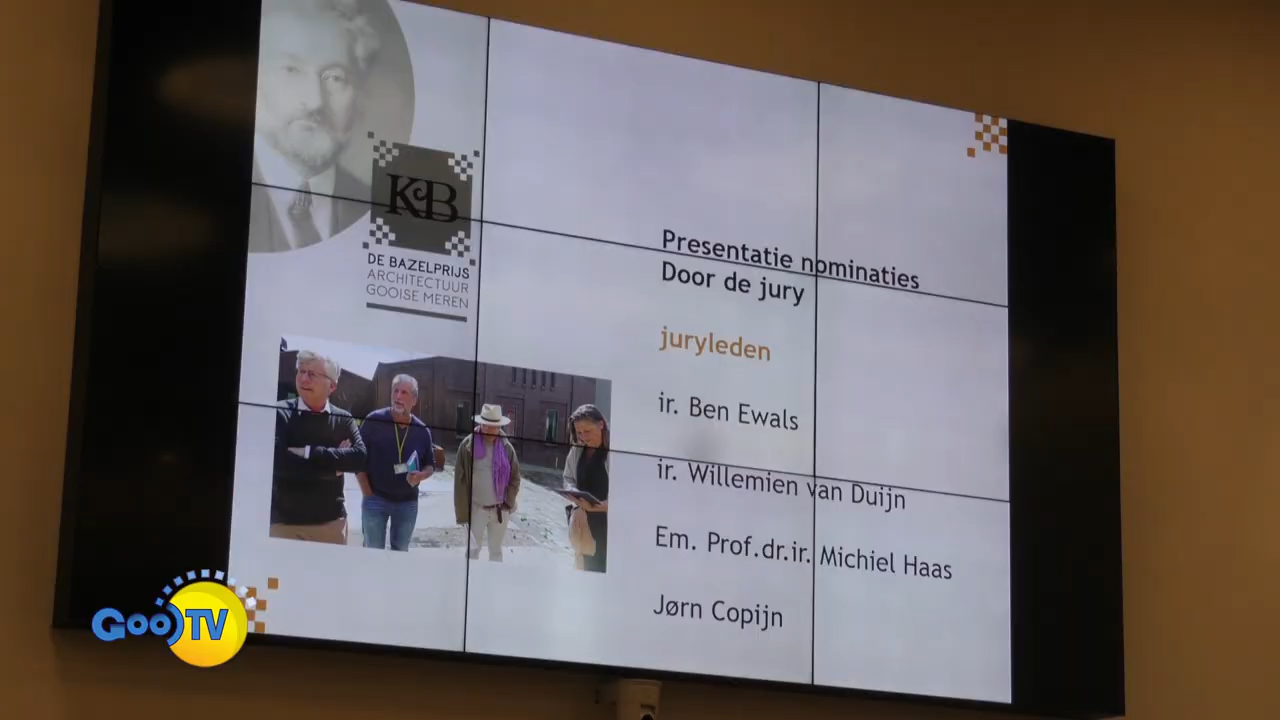 KB
DE BAZELPRIJS
ARCHITECTUUR
GOOISE MEREN
Presentatie nominaties
Door de jury
juryleden
ir. Ben Ewals
ir. Willemien van Duijn
Em. Prof.dr.ir. Michiel Haas
Jørn Copijn
GooiTV